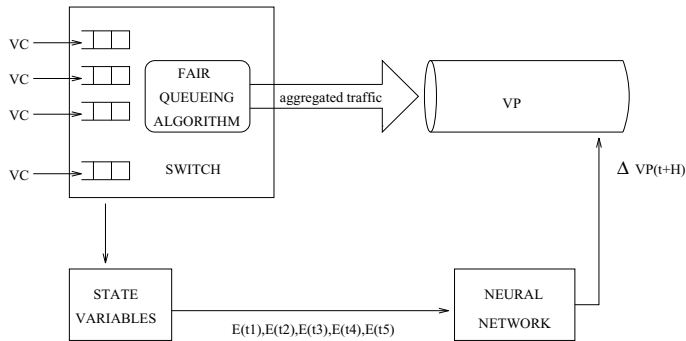 VC
VC
VC
VC
FAIR
QUEUEING
ALGORITHM
SWITCH
aggregated traffic
VP
Δ VP(t+H)
STATE
VARIABLES
E(t1),E(t2),E(t3),E(t4),E(t5)
NEURAL
NETWORK